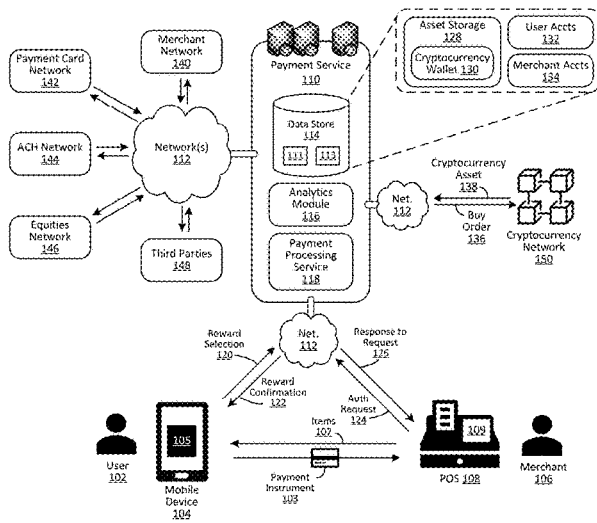 Merchant
Network
140
Payment Card
Network
142
ACH Network
144
Equities
Network
146
Third Parties
148
Network(s)
112
Payment Service
110
Data Store
114
111
113
Analytics
Module
116
Payment
Processing
Service
118
Asset Storage
128
Cryptocurrency
Wallet 130
User Accts
132
Merchant Accts
134
Net.
112
Cryptocurrency
Asset
138
Buy
Order
136
Cryptocurrency
Network
150
Net.
112
Reward
Selection
120
Reward
Confirmation
122
Response to
Request
126
Auth
Request
124
Items
107
Payment
Instrument
103
User
102
105
Mobile
Device
104
109
POS 108
Merchant
106